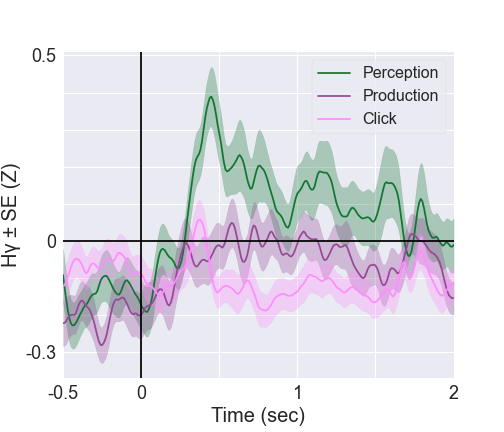 0.5
Perception
Production
Click
Hγ ± SE (Z)
0
-0.3
-0.5
0
1
2
Time (sec)